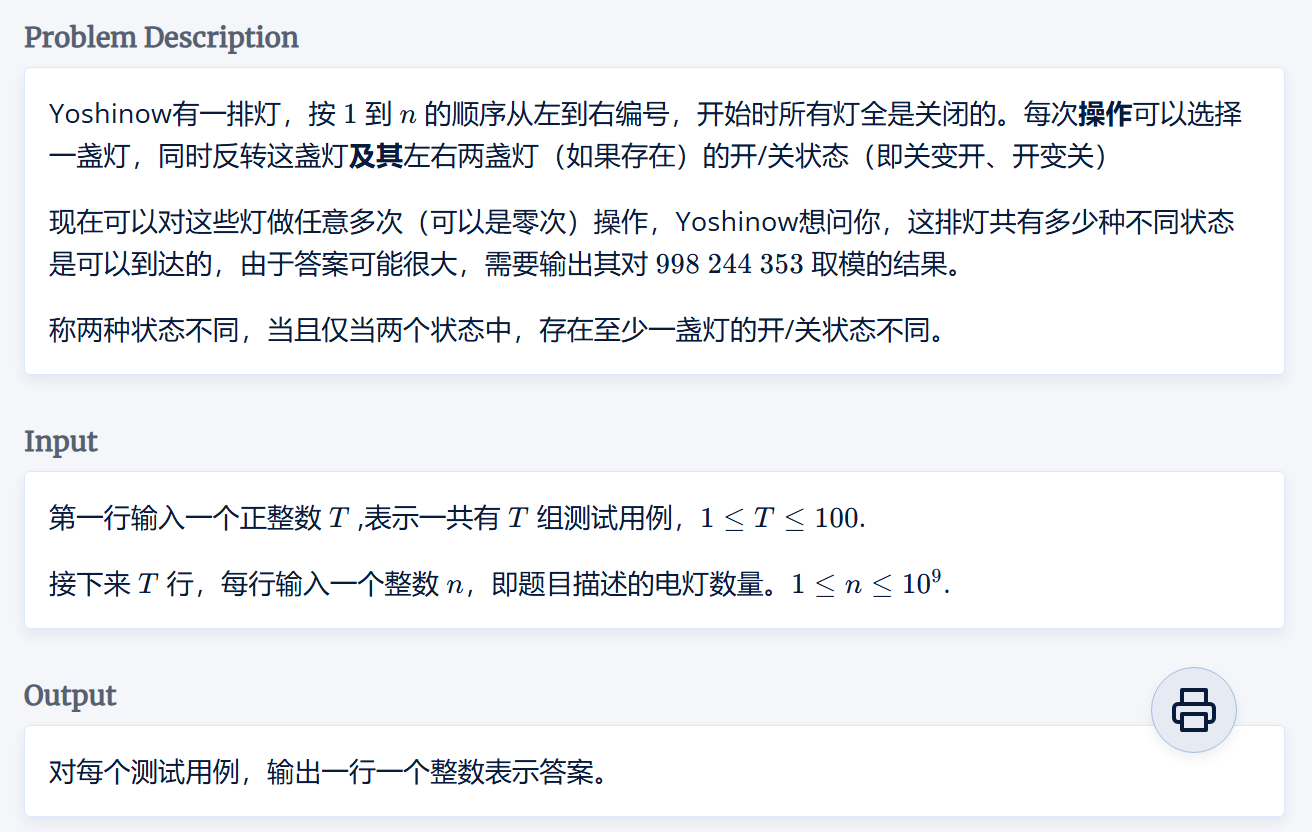 Problem Description
Yoshinow有一排灯，按 1 到 n 的顺序从左到右编号，开始时所有灯全是关闭的。每次操作可以选择
一盏灯，同时反转这盏灯及其左右两盏灯（如果存在）的开/关状态（即关变开、开变关）
现在可以对这些灯做任意多次（可以是零次）操作，Yoshinow想问你，这排灯共有多少种不同状态
是可以到达的，由于答案可能很大，需要输出其对 998 244 353 取模的结果。
称两种状态不同，当且仅当两个状态中，存在至少一盏灯的开/关状态不同。
Input
第一行输入一个正整数 T ,表示一共有 T 组测试用例，1 ≤ T ≤ 100.
接下来 T 行，每行输入一个整数 n，即题目描述的电灯数量。1 ≤ n ≤ 10⁹.
Output
对每个测试用例，输出一行一个整数表示答案。